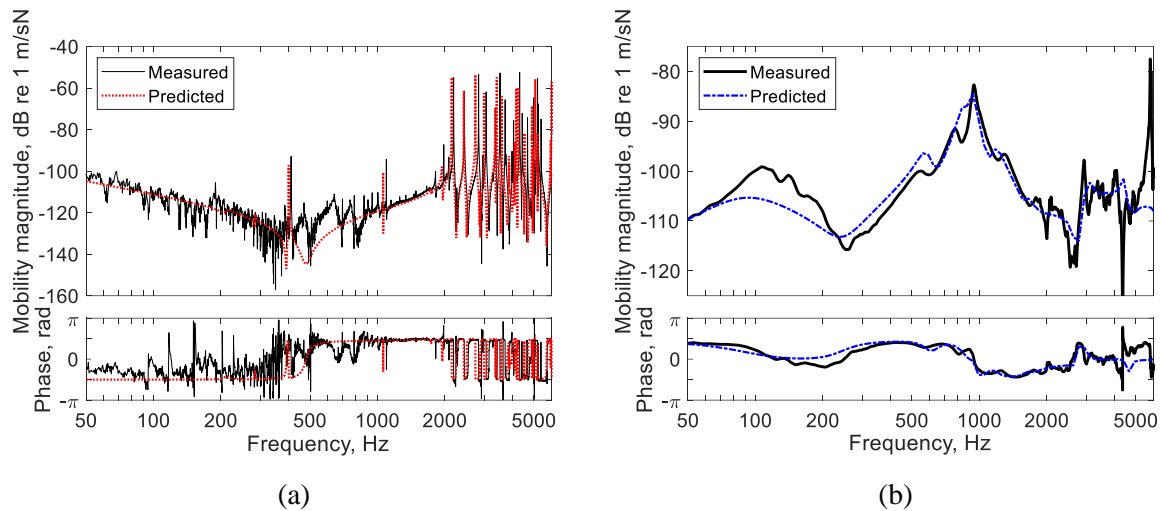 Mobility magnitude, dB re 1 m/sN
-40
-60
-80
-100
-120
-140
-160
Measured
Predicted
Phase, rad
π
0
-π
50
100
200
500
1000
2000
5000
Frequency, Hz
(a)
Mobility magnitude, dB re 1 m/sN
-80
-90
-100
-110
-120
Measured
Predicted
Phase, rad
π
0
-π
50
100
200
500
1000
2000
5000
Frequency, Hz
(b)